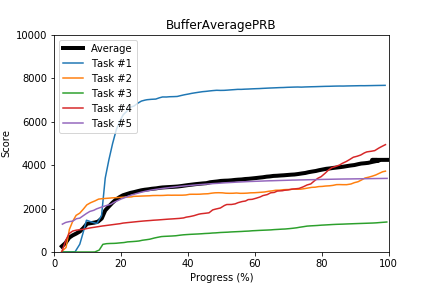 BufferAveragePRB
10000
8000
6000
4000
2000
0
Score
Average
Task #1
Task #2
Task #3
Task #4
Task #5
0
20
40
60
80
100
Progress (%)